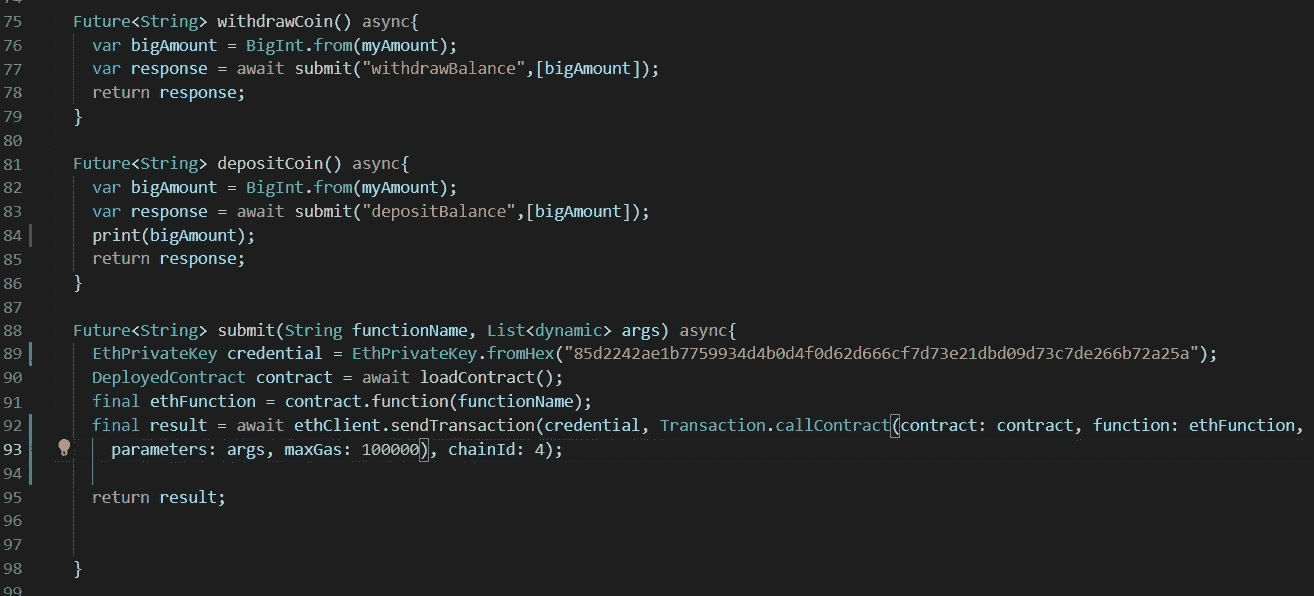 75 Future<String> withdrawCoin() async{
76 var bigAmount = BigInt.from(myAmount);
77 var response = await submit("withdrawBalance",[bigAmount]);
78 return response;
79 }
80
81 Future<String> depositCoin() async{
82 var bigAmount = BigInt.from(myAmount);
83 var response = await submit("depositBalance",[bigAmount]);
84 print(bigAmount);
85 return response;
86 }
87
88 Future<String> submit(String functionName, List<dynamic> args) async{
89 EthPrivateKey credential = EthPrivateKey.fromHex("85d2242ae1b7759934d4b0d4f0d62d666cf7d73e21dbd09d73c7de266b72a25a");
90 DeployedContract contract = await loadContract();
91 final ethFunction = contract.function(functionName);
92 final result = await ethClient.sendTransaction(credential, Transaction.callContract(contract: contract, function: ethFunction,
93 parameters: args, maxGas: 100000), chainId: 4);
94
95 return result;
96
97
98 }
99